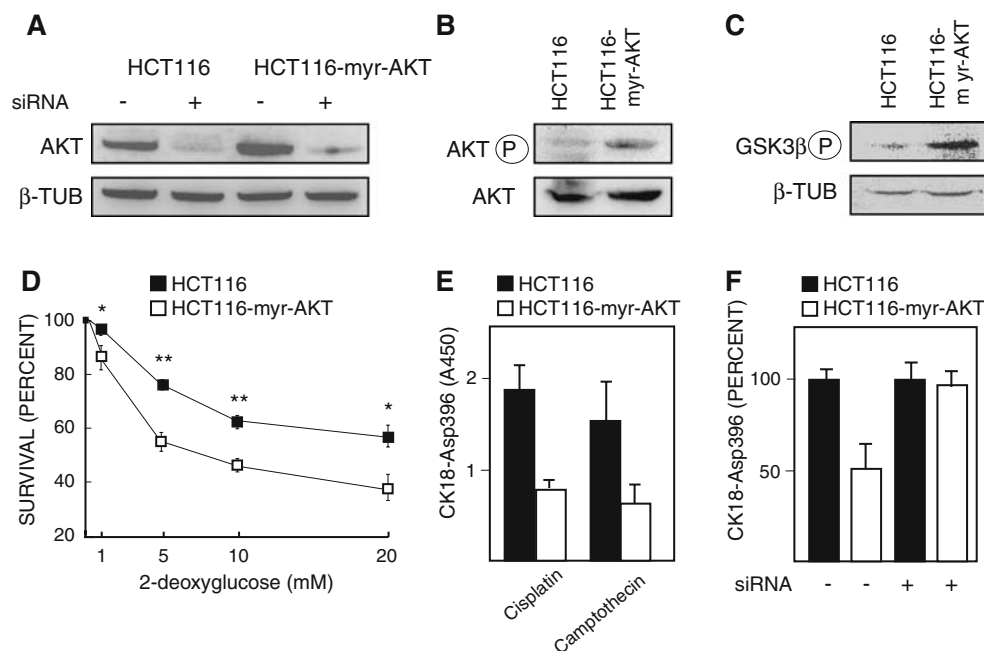 A
HCT116 HCT116-myr-AKT
siRNA - + - +
AKT
β-TUB
B
HCT116
HCT116-
myr-AKT
AKT P
AKT
C
HCT116
HCT116-
m yr-AKT
GSK3β P
β-TUB
D
HCT116
HCT116-myr-AKT
SURVIVAL (PERCENT)
100
80
60
40
20
* ** ** *
1 5 10 20
2-deoxyglucose (mM)
E
HCT116
HCT116-myr-AKT
CK18-Asp396 (A450)
2
1
Cisplatin
Camptothecin
F
HCT116
HCT116-myr-AKT
CK18-Asp396 (PERCENT)
100
50
siRNA - - + +